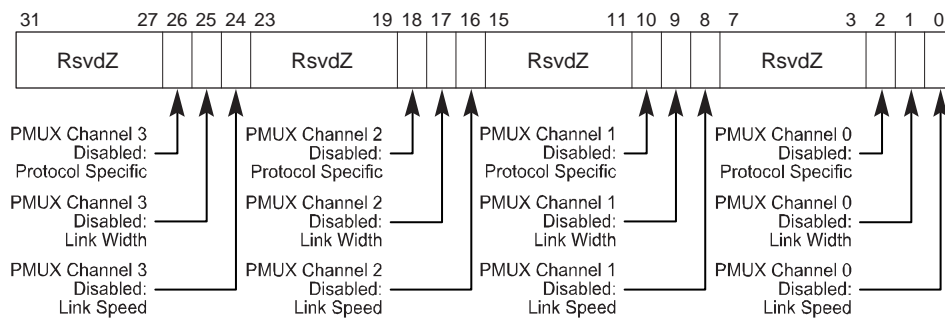 31 27 26 25 24 23 19 18 17 16 15 11 10 9 8 7 3 2 1 0
RsvdZ RsvdZ RsvdZ RsvdZ
PMUX Channel 3
Disabled:
Protocol Specific
PMUX Channel 2
Disabled:
Protocol Specific
PMUX Channel 1
Disabled:
Protocol Specific
PMUX Channel 0
Disabled:
Protocol Specific
PMUX Channel 3
Disabled:
Link Width
PMUX Channel 2
Disabled:
Link Width
PMUX Channel 1
Disabled:
Link Width
PMUX Channel 0
Disabled:
Link Width
PMUX Channel 3
Disabled:
Link Speed
PMUX Channel 2
Disabled:
Link Speed
PMUX Channel 1
Disabled:
Link Speed
PMUX Channel 0
Disabled:
Link Speed